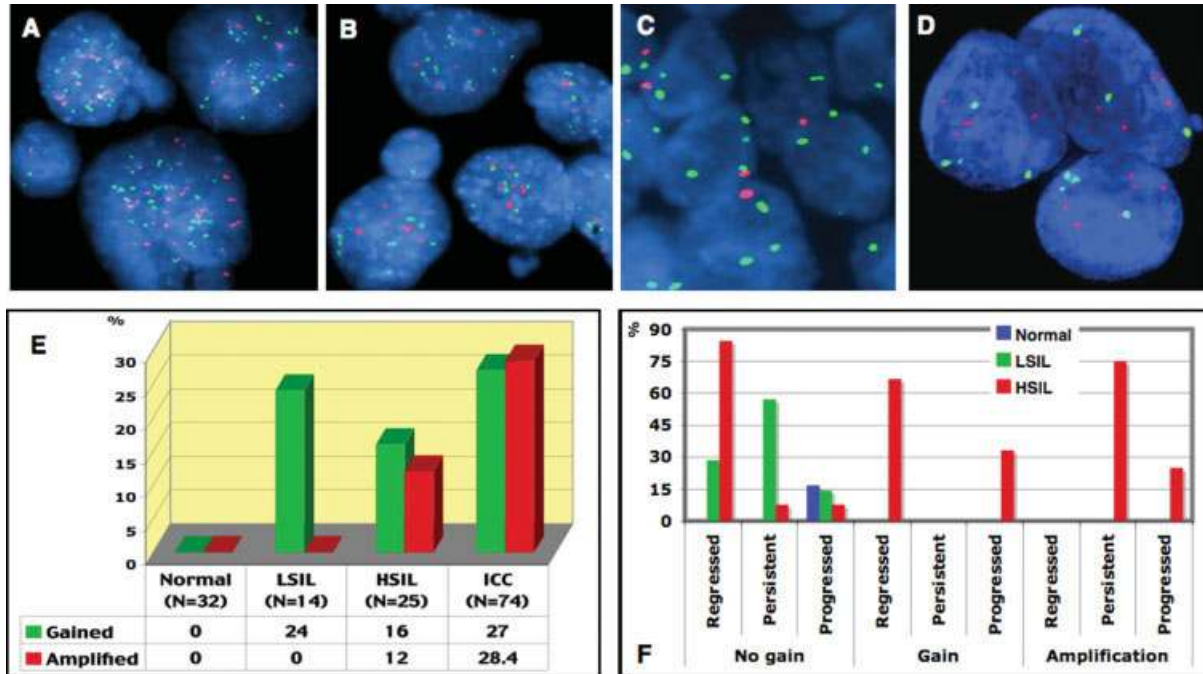 A
B
C
D
E
%
30
25
20
15
10
5
0
Normal (N=32)
LSIL (N=14)
HSIL (N=25)
ICC (N=74)
Gained 0 24 16 27
Amplified 0 0 12 28.4
F
%
90
75
60
45
30
15
0
Normal
LSIL
HSIL
Regressed
Persistent
Progressed
Regressed
Persistent
Progressed
Regressed
Persistent
Progressed
No gain
Gain
Amplification